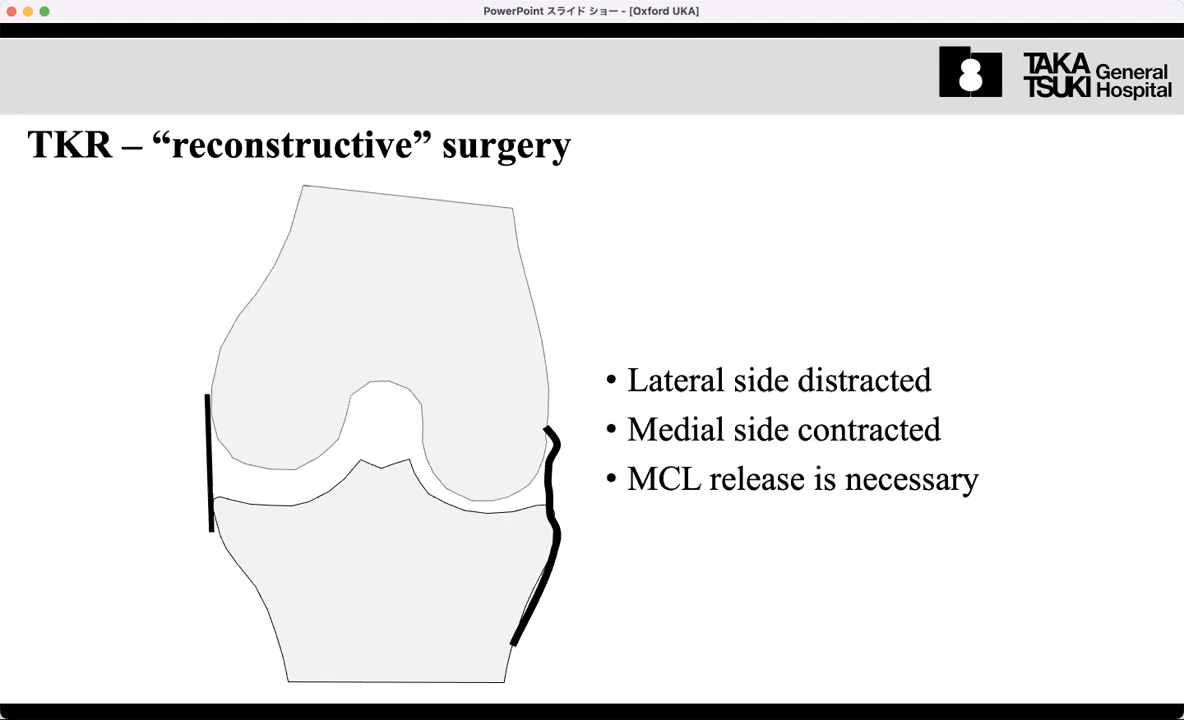 PowerPoint スライド ショー - [Oxford UKA]
TAKA
TSUKI
General
Hospital
TKR – “reconstructive” surgery
• Lateral side distracted
• Medial side contracted
• MCL release is necessary